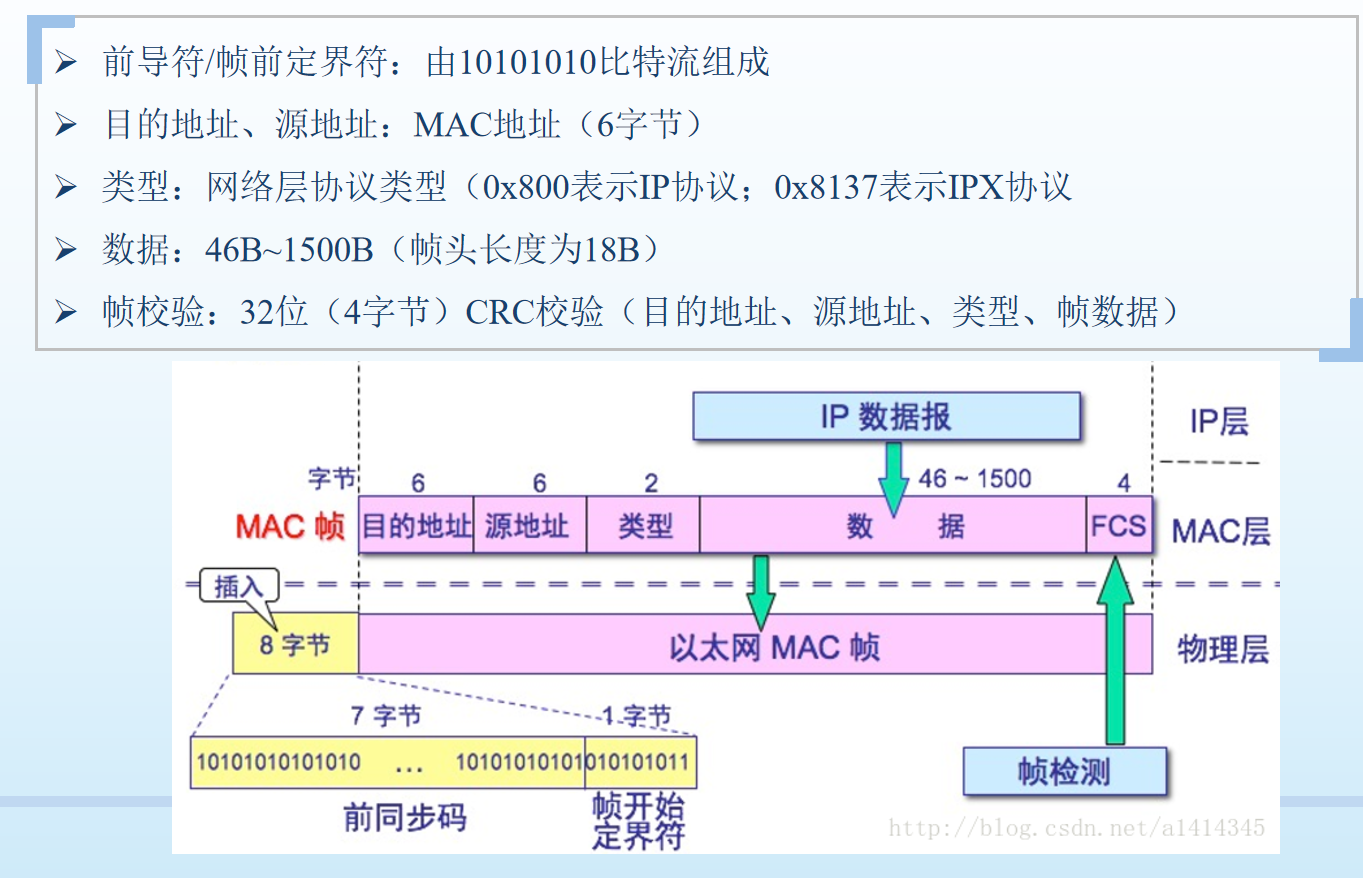 前导符/帧前定界符：由10101010比特流组成
目的地址、源地址：MAC地址（6字节）
类型：网络层协议类型（0x800表示IP协议；0x8137表示IPX协议
数据：46B~1500B（帧头长度为18B）
帧校验：32位（4字节）CRC校验（目的地址、源地址、类型、帧数据）
IP 数据报
IP层
字节 6 6 2 46 ~ 1500 4
MAC 帧 目的地址 源地址 类型 数 据 FCS MAC层
插入
8 字节 以太网 MAC 帧 物理层
7 字节 1 字节
10101010101010 ... 10101010101010101011
帧检测
前同步码 帧开始
定界符
http://blog.csdn.net/a1414345